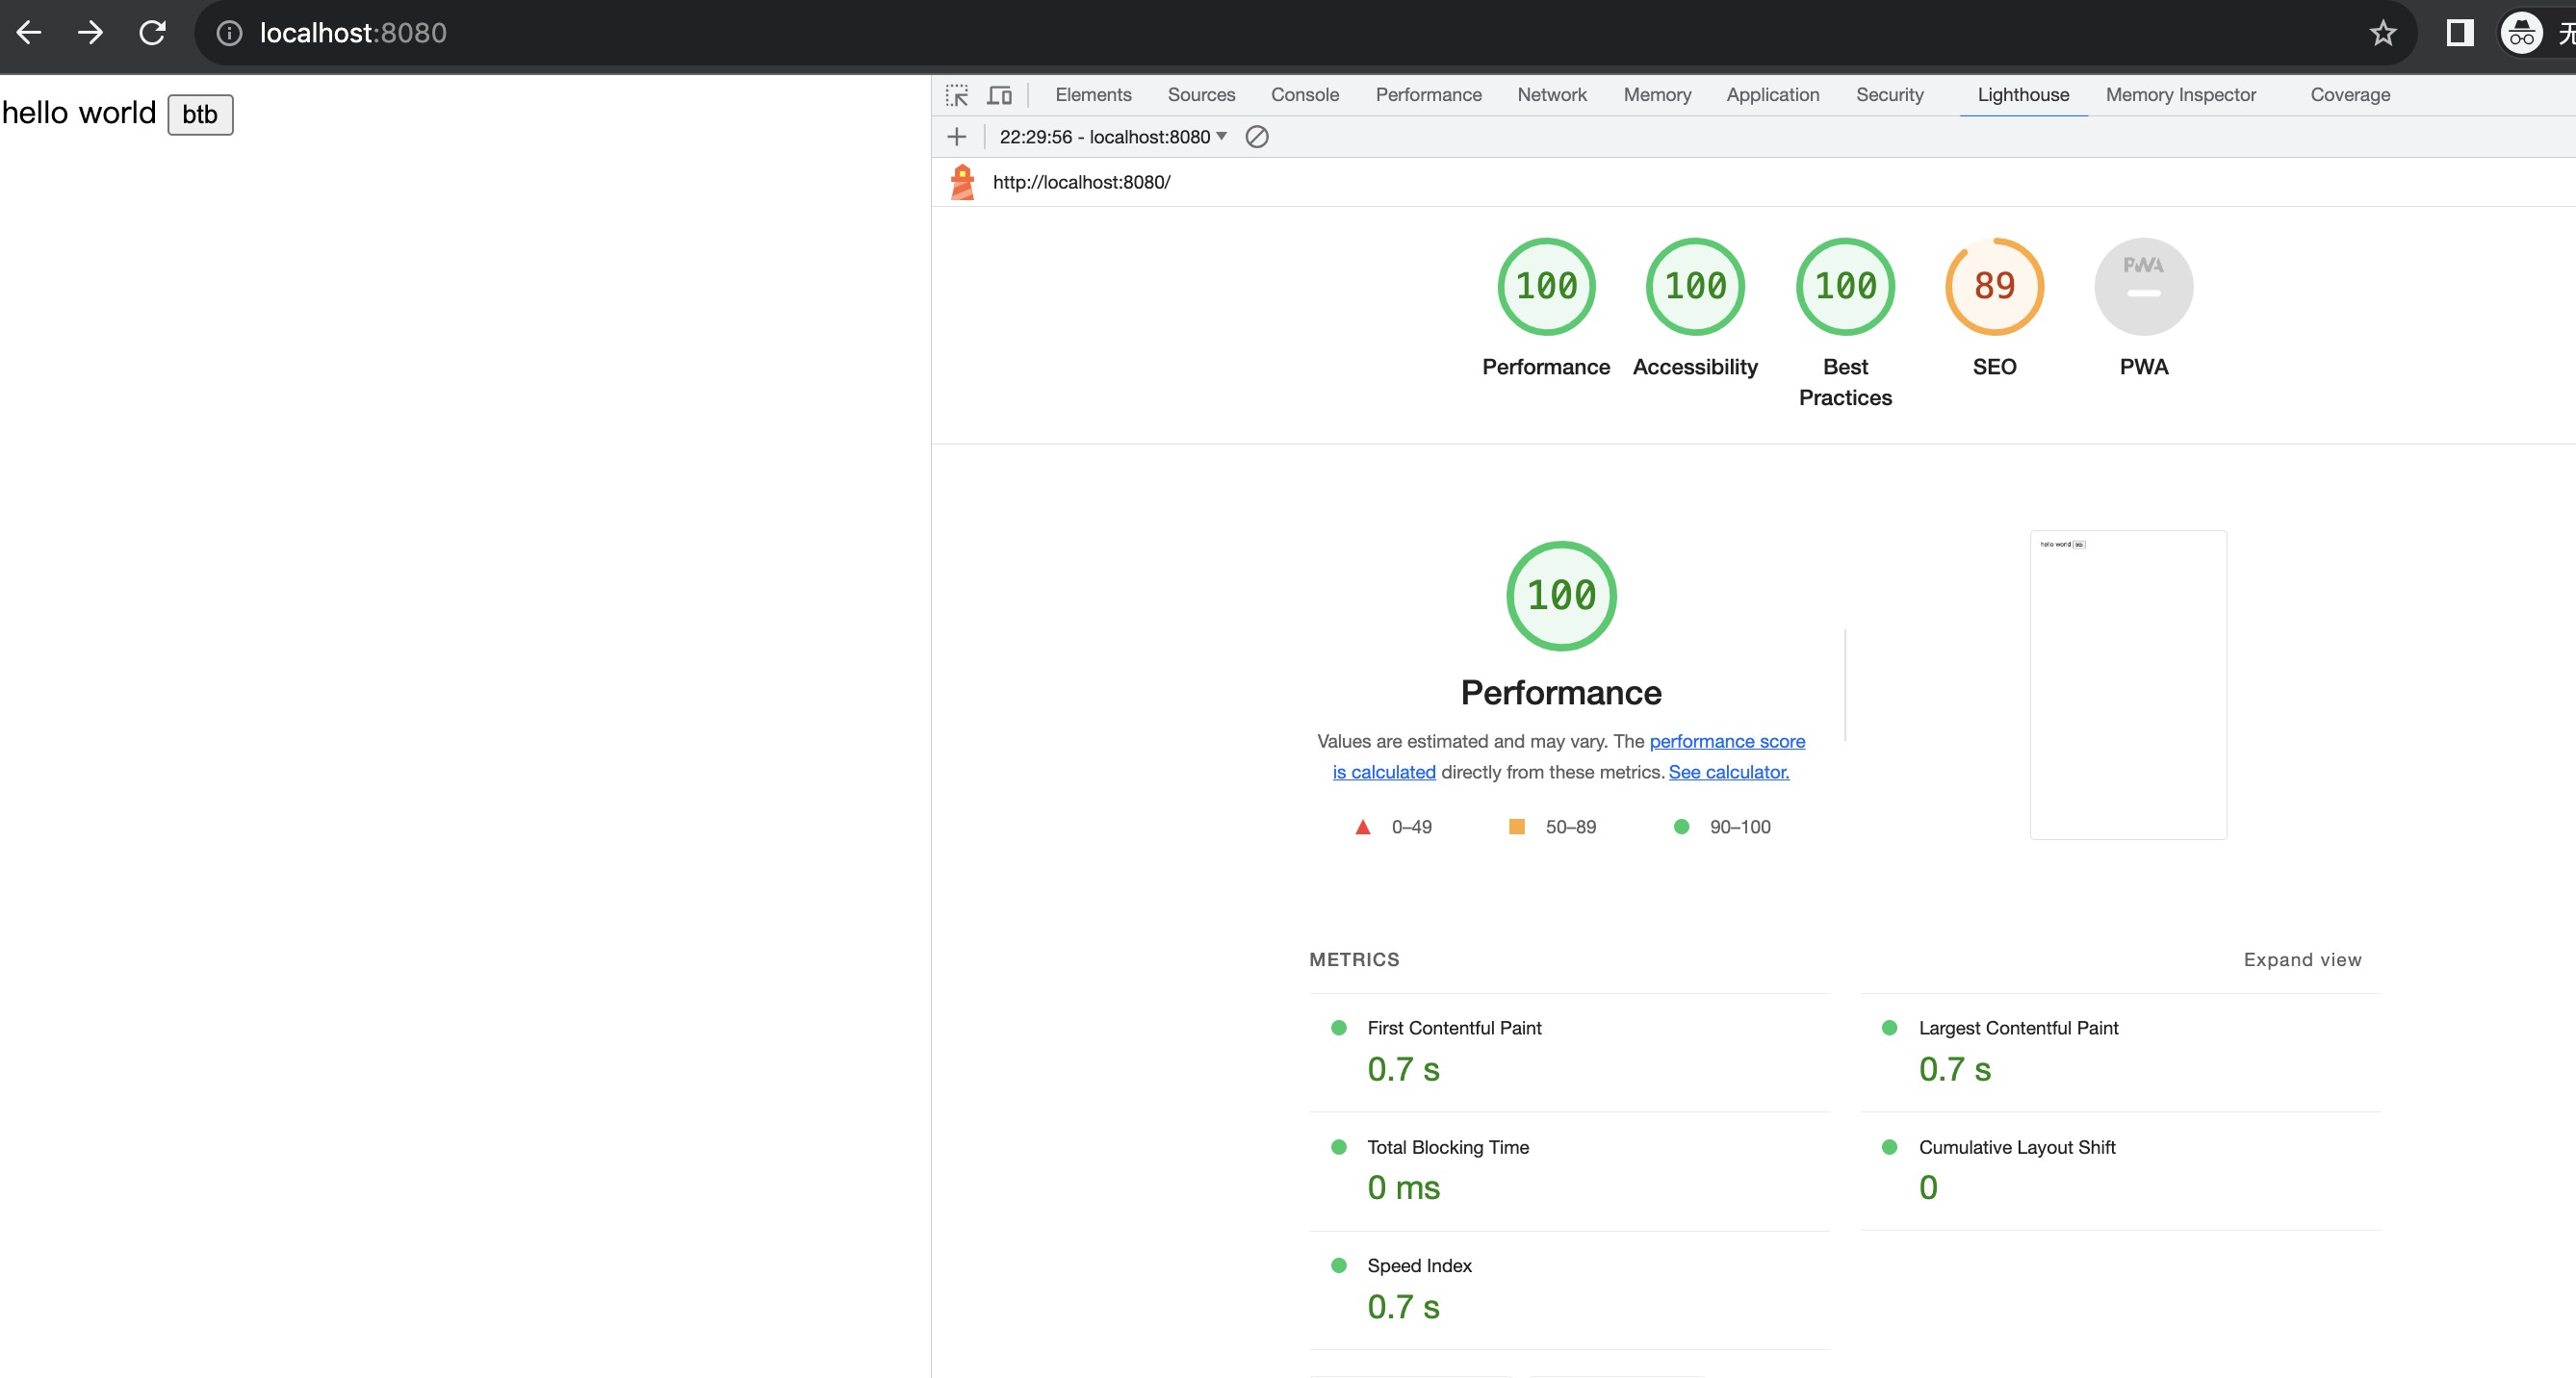 localhost:8080
无
hello world btb
Elements Sources Console Performance Network Memory Application Security Lighthouse Memory Inspector Coverage
22:29:56 - localhost:8080
http://localhost:8080/
100 100 100 89 PWA
Performance Accessibility Best Practices SEO PWA
100
hello world btb
Performance
Values are estimated and may vary. The performance score
is calculated directly from these metrics. See calculator.
0–49 50–89 90–100
METRICS Expand view
First Contentful Paint Largest Contentful Paint
0.7 s 0.7 s
Total Blocking Time Cumulative Layout Shift
0 ms 0
Speed Index
0.7 s